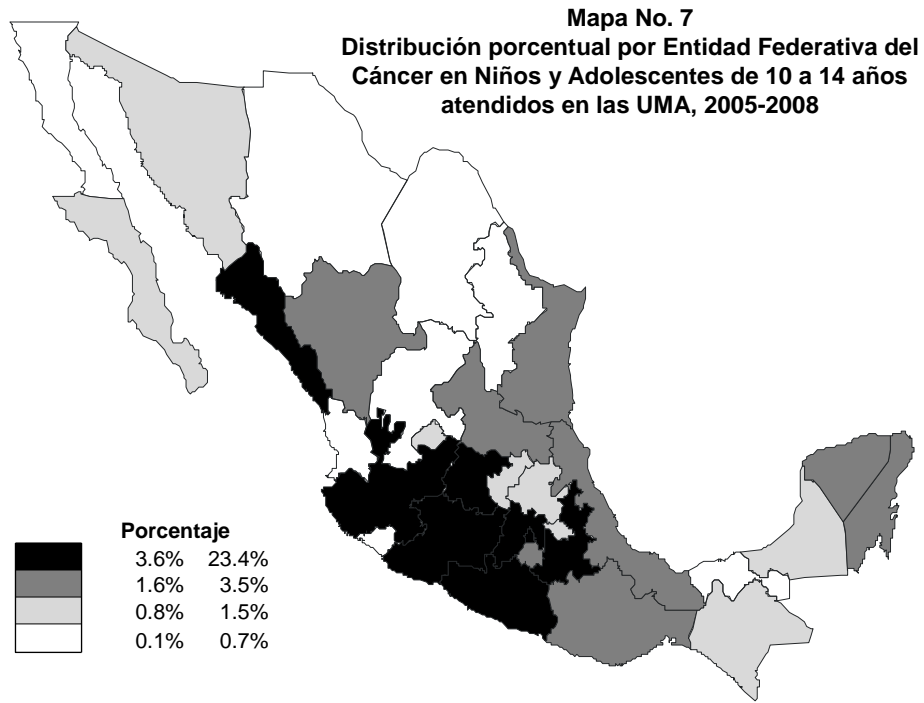 Mapa No. 7
Distribución porcentual por Entidad Federativa del
Cáncer en Niños y Adolescentes de 10 a 14 años
atendidos en las UMA, 2005-2008
Porcentaje
3.6% 23.4%
1.6% 3.5%
0.8% 1.5%
0.1% 0.7%